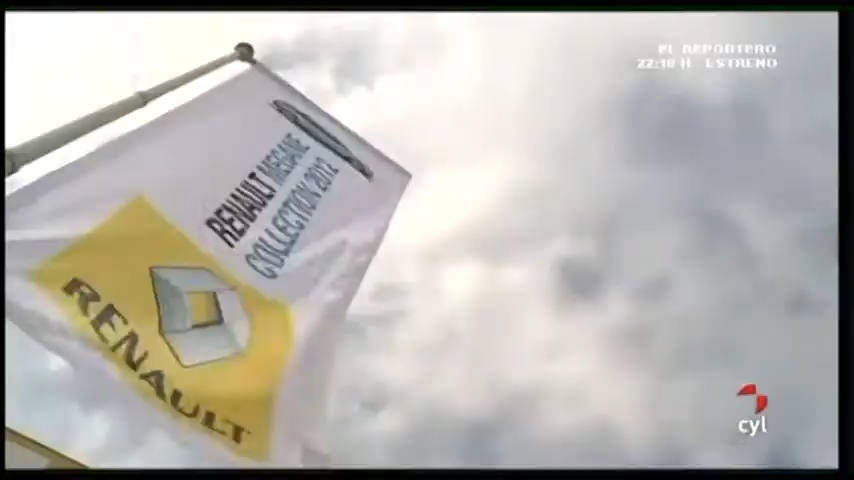 EL REPORTERO
22:10 H ESTRENO
RENAULT MEGANE
COLLECTION 2012
RENAULT
cyl